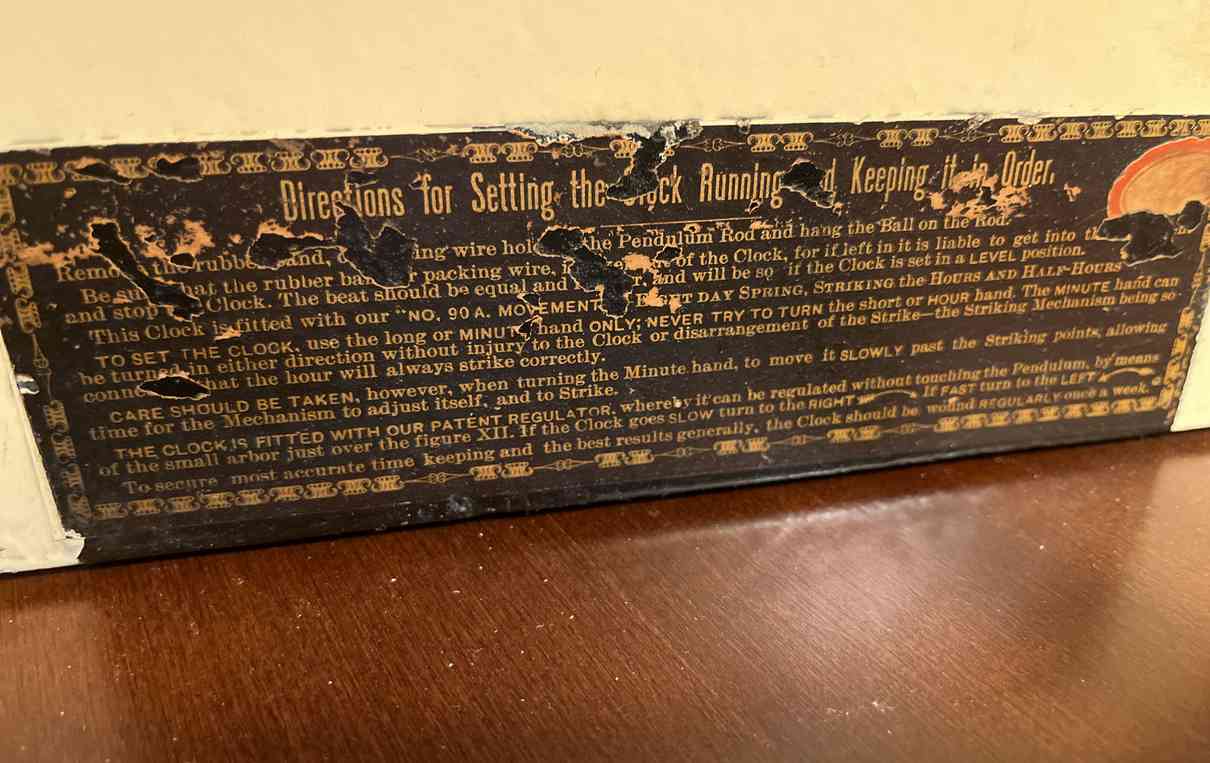 Directions for Setting the Clock Running and Keeping it in Order.
the rubber ing wire the Pendulum Rod and hang the Ball on the Rod.
Be that the rubber packing wire, of the Clock, for if left in it is liable to get into
and stop Clock. The beat should be equal and and will be so if the Clock is set in a LEVEL position.
This Clock is fitted with our "NO. 90 A. MOVEMENT EIGHT DAY SPRING, STRIKING the HOURS AND HALF-HOURS
TO SET THE CLOCK, use the long or MINUTE hand ONLY; NEVER TRY TO TURN the short or HOUR hand. The MINUTE hand can
be turned in either direction without injury to the Clock or disarrangement of the Strike—the Striking Mechanism being so
that the hour will always strike correctly.
CARE SHOULD BE TAKEN, however, when turning the Minute hand, to move it SLOWLY past the Striking points, allowing
time for the Mechanism to adjust itself, and to Strike.
THE CLOCK IS FITTED WITH OUR PATENT REGULATOR, whereby it can be regulated without touching the Pendulum, by means
of the small arbor just over the figure XII. If the Clock goes SLOW turn to the RIGHT If FAST turn to the LEFT
To secure most accurate time keeping and the best results generally, the Clock should be wound REGULARLY once a week.